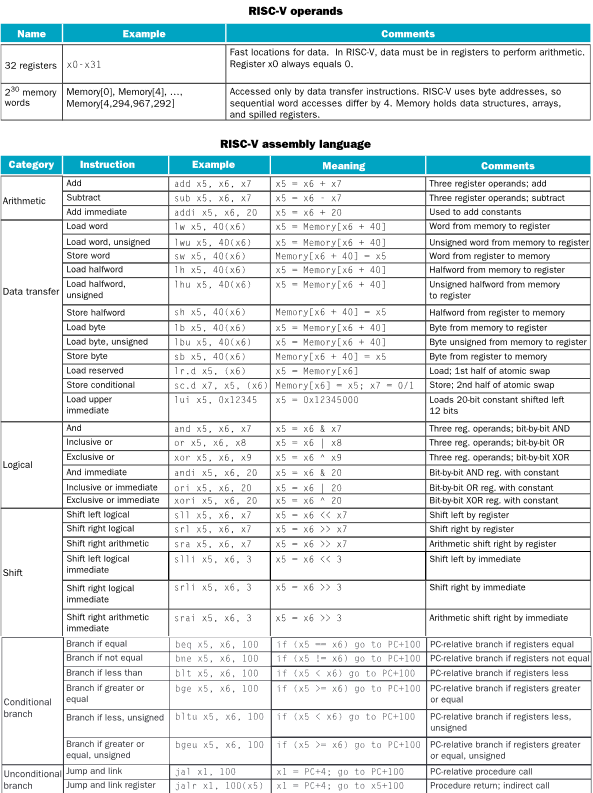 RISC-V operands
Name Example Comments
32 registers x0-x31 Fast locations for data. In RISC-V, data must be in registers to perform arithmetic.
Register x0 always equals 0.
2^30 memory Memory[0], Memory[4], ..., Accessed only by data transfer instructions. RISC-V uses byte addresses, so
words Memory[4,294,967,292] sequential word accesses differ by 4. Memory holds data structures, arrays,
and spilled registers.
RISC-V assembly language
Category Instruction Example Meaning Comments
Arithmetic
Add add x5, x6, x7 x5 = x6 + x7 Three register operands; add
Subtract sub x5, x6, x7 x5 = x6 - x7 Three register operands; subtract
Add immediate addi x5, x6, 20 x5 = x6 + 20 Used to add constants
Data transfer
Load word lw x5, 40(x6) x5 = Memory[x6 + 40] Word from memory to register
Load word, unsigned lwu x5, 40(x6) x5 = Memory[x6 + 40] Unsigned word from memory to register
Store word sw x5, 40(x6) Memory[x6 + 40] = x5 Word from register to memory
Load halfword lh x5, 40(x6) x5 = Memory[x6 + 40] Halfword from memory to register
Load halfword, lhu x5, 40(x6) x5 = Memory[x6 + 40] Unsigned halfword from memory
unsigned to register
Store halfword sh x5, 40(x6) Memory[x6 + 40] = x5 Halfword from register to memory
Load byte lb x5, 40(x6) x5 = Memory[x6 + 40] Byte from memory to register
Load byte, unsigned lbu x5, 40(x6) x5 = Memory[x6 + 40] Byte unsigned from memory to register
Store byte sb x5, 40(x6) Memory[x6 + 40] = x5 Byte from register to memory
Load reserved lr.d x5, (x6) x5 = Memory[x6] Load; 1st half of atomic swap
Store conditional sc.d x7, x5, (x6) Memory[x6] = x5; x7 = 0/1 Store; 2nd half of atomic swap
Load upper lui x5, 0x12345 x5 = 0x12345000 Loads 20-bit constant shifted left
immediate 12 bits
Logical
And and x5, x6, x7 x5 = x6 & x7 Three reg. operands; bit-by-bit AND
Inclusive or or x5, x6, x8 x5 = x6 | x8 Three reg. operands; bit-by-bit OR
Exclusive or xor x5, x6, x9 x5 = x6 ^ x9 Three reg. operands; bit-by-bit XOR
And immediate andi x5, x6, 20 x5 = x6 & 20 Bit-by-bit AND reg. with constant
Inclusive or immediate ori x5, x6, 20 x5 = x6 | 20 Bit-by-bit OR reg. with constant
Exclusive or immediate xori x5, x6, 20 x5 = x6 ^ 20 Bit-by-bit XOR reg. with constant
Shift
Shift left logical sll x5, x6, x7 x5 = x6 << x7 Shift left by register
Shift right logical srl x5, x6, x7 x5 = x6 >> x7 Shift right by register
Shift right arithmetic sra x5, x6, x7 x5 = x6 >> x7 Arithmetic shift right by register
Shift left logical slli x5, x6, 3 x5 = x6 << 3 Shift left by immediate
immediate
Shift right logical srli x5, x6, 3 x5 = x6 >> 3 Shift right by immediate
immediate
Shift right arithmetic srai x5, x6, 3 x5 = x6 >> 3 Arithmetic shift right by immediate
immediate
Conditional
branch
Branch if equal beq x5, x6, 100 if (x5 == x6) go to PC+100 PC-relative branch if registers equal
Branch if not equal bne x5, x6, 100 if (x5 != x6) go to PC+100 PC-relative branch if registers not equal
Branch if less than blt x5, x6, 100 if (x5 < x6) go to PC+100 PC-relative branch if registers less
Branch if greater or bge x5, x6, 100 if (x5 >= x6) go to PC+100 PC-relative branch if registers greater
equal or equal
Branch if less, unsigned bltu x5, x6, 100 if (x5 < x6) go to PC+100 PC-relative branch if registers less,
unsigned
Branch if greater or bgeu x5, x6, 100 if (x5 >= x6) go to PC+100 PC-relative branch if registers greater
equal, unsigned or equal, unsigned
Unconditional
branch
Jump and link jal x1, 100 x1 = PC+4; go to PC+100 PC-relative procedure call
Jump and link register jalr x1, 100(x5) x1 = PC+4; go to x5+100 Procedure return; indirect call